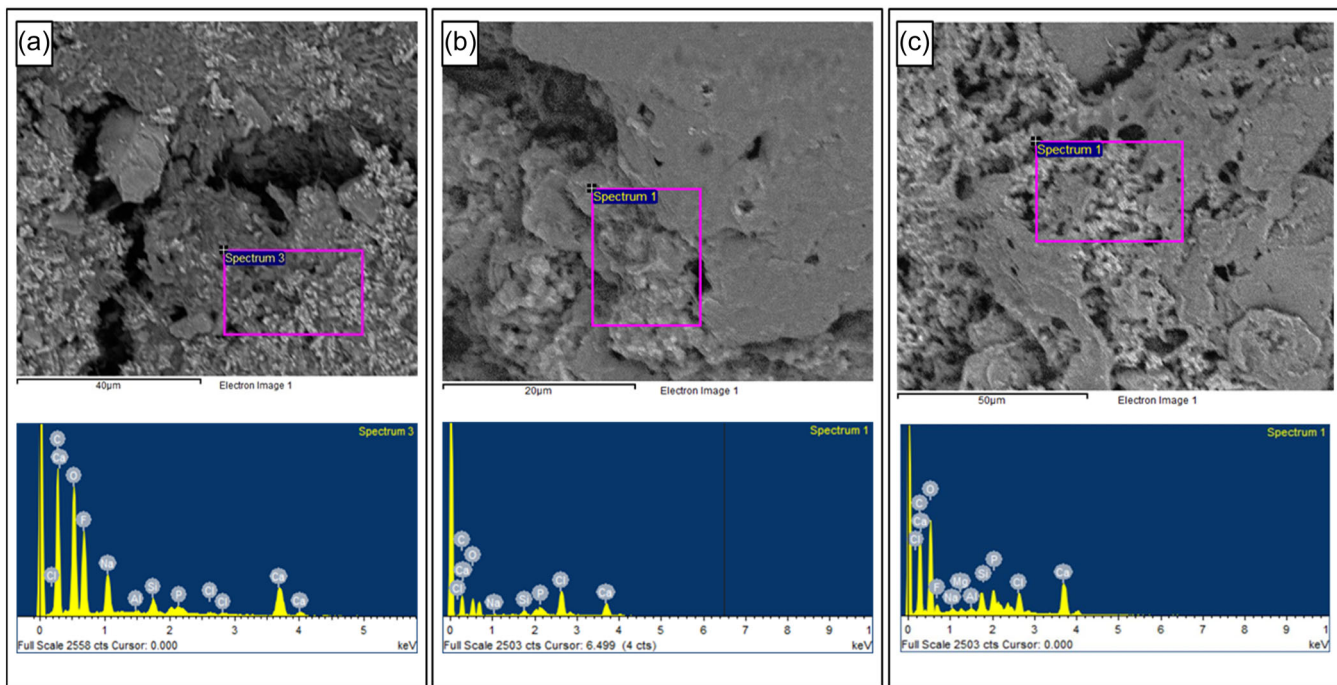 (a)
Spectrum 3
40μm Electron Image 1
Spectrum 3
C
Ca
O
F
Na
Cl
Al
Si
P
Cl
Cl
Ca
Ca
0 1 2 3 4 5
Full Scale 2558 cts Cursor: 0.000 keV
(b)
Spectrum 1
20μm Electron Image 1
Spectrum 1
C
O
Ca
Cl
Na
Si
P
Cl
Ca
0 1 2 3 4 5 6 7 8 9 1
Full Scale 2503 cts Cursor: 6.499 (4 cts) keV
(c)
Spectrum 1
50μm Electron Image 1
Spectrum 1
O
C
Ca
Cl
F
Na
Mg
Al
Si
P
Cl
Ca
0 1 2 3 4 5 6 7 8 9 1
Full Scale 2503 cts Cursor: 0.000 keV